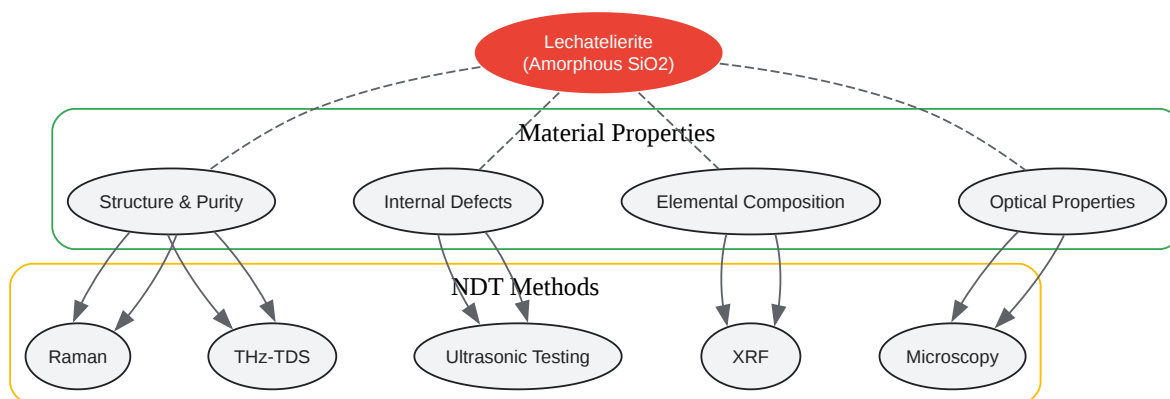 Lechatelierite
(Amorphous SiO2)
Material Properties
Structure & Purity
Internal Defects
Elemental Composition
Optical Properties
NDT Methods
Raman
THz-TDS
Ultrasonic Testing
XRF
Microscopy